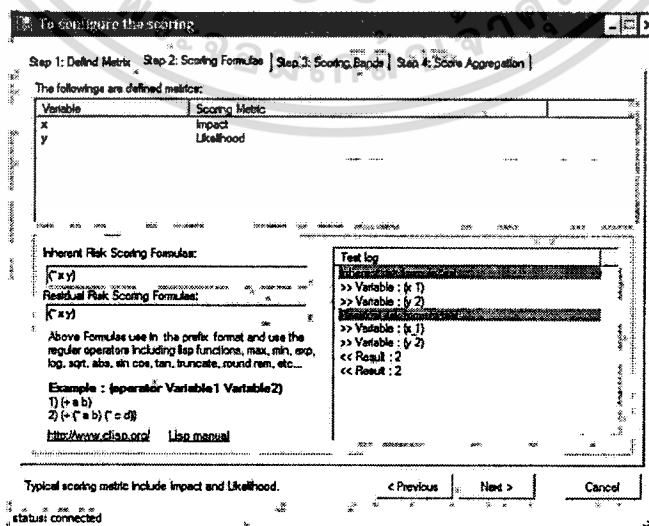 To configure the scoring
Step 1: Defind Metrix Step 2: Scoring Formulas Step 3: Scoring Bands Step 4: Score Aggregation
The followings are defined metrics:
Variable Scoring Metric
x Impact
y Likelihood
Inherent Risk Scoring Formulas:
(* x y)
Residual Risk Scoring Formulas:
(* x y)
Above Formulas use in the prefix format and use the
regular operators including lisp functions, max, min, exp,
log, sqrt, abs, sin cos, tan, truncate, round rem, etc...
Example : (operator Variable1 Variable2)
1) (+ a b)
2) (+ (* a b) (* c d))
http://www.clisp.org/ Lisp manual
Test log
>> Variable : (x 1)
>> Variable : (y 2)
>> Variable : (x 1)
>> Variable : (y 2)
<< Result : 2
<< Result : 2
Typical scoring metric include Impact and Likelihood.
< Previous Next > Cancel
status: connected